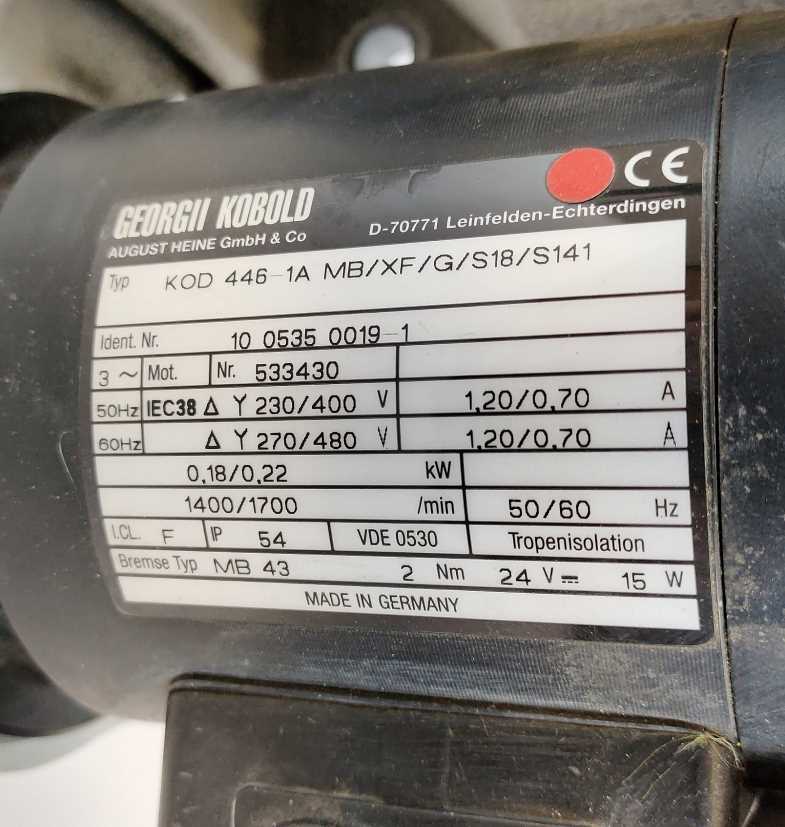 GEORGII KOBOLD
AUGUST HEINE GmbH & Co
D-70771 Leinfelden-Echterdingen
CE
Typ KOD 446-1A MB/XF/G/S18/S141
Ident. Nr. 10 0535 0019-1
3 ~ Mot. Nr. 533430
50Hz IEC38 Δ Y 230/400 V 1,20/0,70 A
60Hz Δ Y 270/480 V 1,20/0,70 A
0,18/0,22 kW
1400/1700 /min 50/60 Hz
I.CL. F IP 54 VDE 0530 Tropenisolation
Bremse Typ MB 43 2 Nm 24 V⎓ 15 W
MADE IN GERMANY